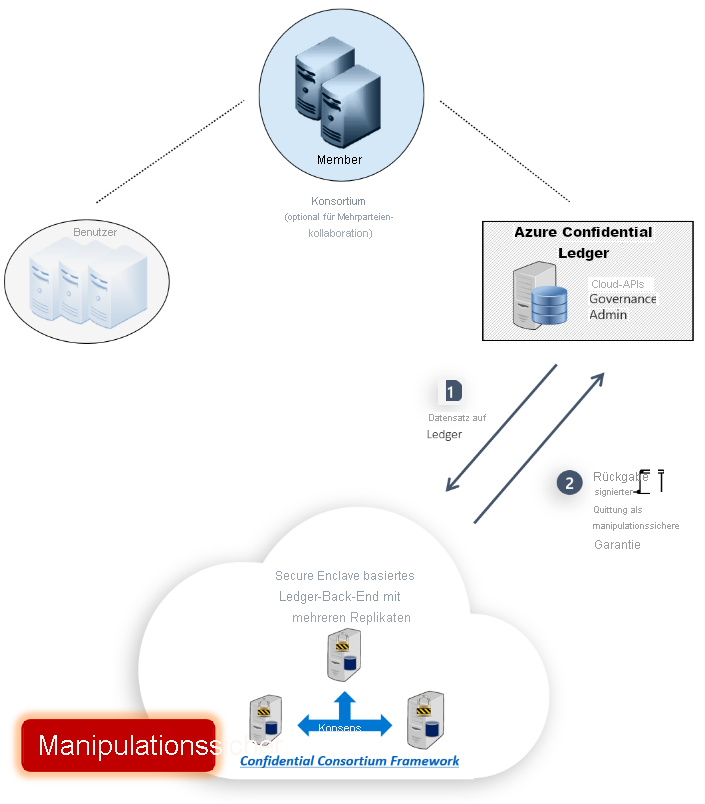 Member
Konsortium
(optional für Mehrparteien-
kollaboration)
Benutzer
Azure Confidential
Ledger
Cloud-APIs
Governance
Admin
1
Datensatz auf
Ledger
2
Rückgabe
signierter
Quittung als
manipulationssichere
Garantie
Secure Enclave basiertes
Ledger-Back-End mit
mehreren Replikaten
Konsens
Manipulationssicher
Confidential Consortium Framework